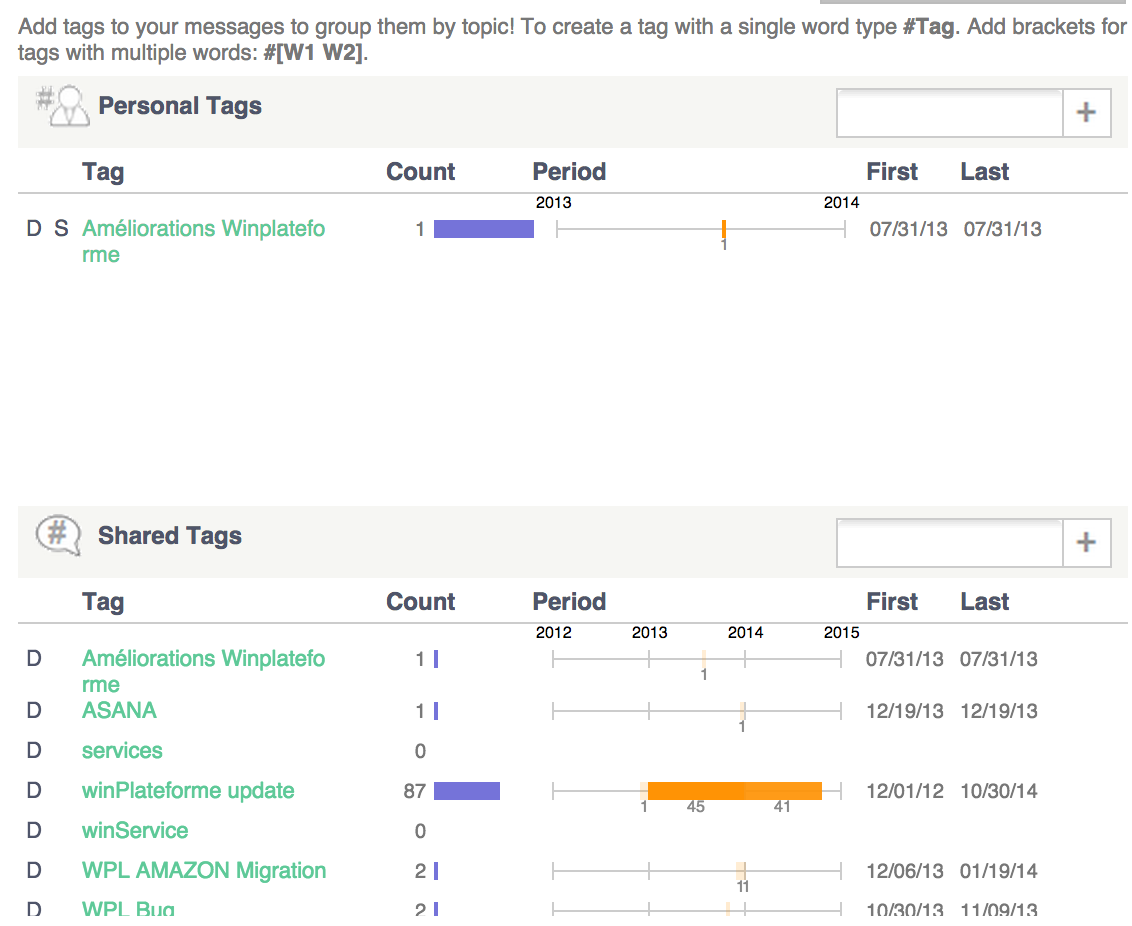 Add tags to your messages to group them by topic! To create a tag with a single word type #Tag. Add brackets for
tags with multiple words: #[W1 W2].
# Personal Tags +
Tag Count Period First Last
2013 2014
D S Améliorations Winplatefo 1 07/31/13 07/31/13
rme 1
# Shared Tags +
Tag Count Period First Last
2012 2013 2014 2015
D Améliorations Winplatefo 1 07/31/13 07/31/13
rme 1
D ASANA 1 12/19/13 12/19/13
1
D services 0
D winPlateforme update 87 12/01/12 10/30/14
1 45 41
D winService 0
D WPL AMAZON Migration 2 12/06/13 01/19/14
11
D WPL Bug 2 10/30/13 11/09/13